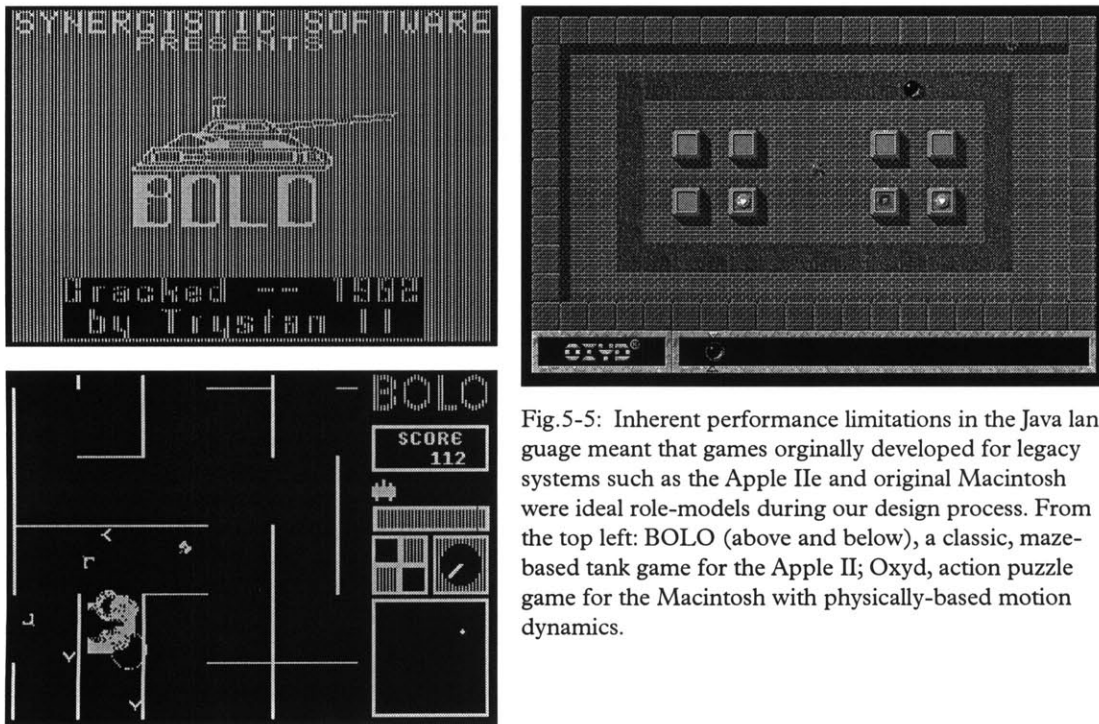 SYNERGISTIC SOFTWARE
PRESENTS
BOLO
Cracked -- 1982
by Trystan II
OXYD®
BOLO
SCORE
112
Fig.5-5: Inherent performance limitations in the Java lan
guage meant that games orginally developed for legacy
systems such as the Apple IIe and original Macintosh
were ideal role-models during our design process. From
the top left: BOLO (above and below), a classic, maze-
based tank game for the Apple II; Oxyd, action puzzle
game for the Macintosh with physically-based motion
dynamics.